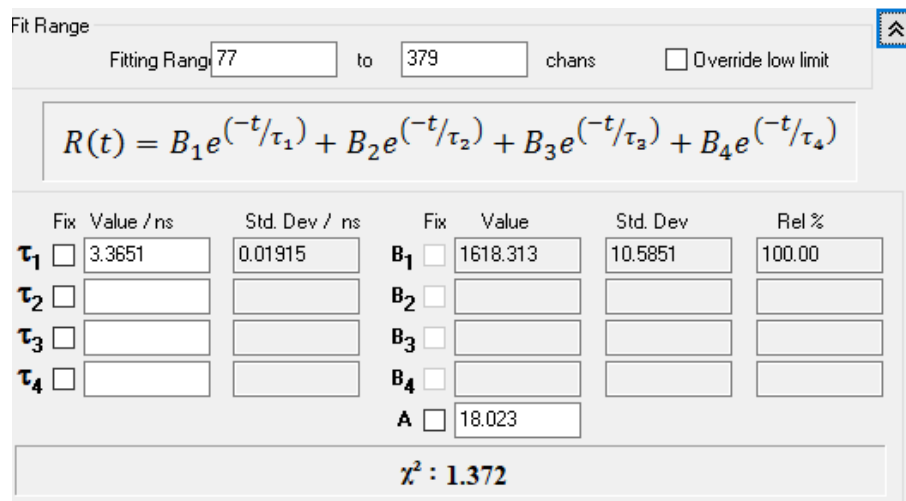 Fit Range
Fitting Rang 77 to 379 chans Override low limit
R(t) = B₁e^(−t/τ₁) + B₂e^(−t/τ₂) + B₃e^(−t/τ₃) + B₄e^(−t/τ₄)
Fix Value / ns Std. Dev / ns Fix Value Std. Dev Rel %
τ₁ 3.3651 0.01915 B₁ 1618.313 10.5851 100.00
τ₂ B₂
τ₃ B₃
τ₄ B₄
A 18.023
χ² : 1.372